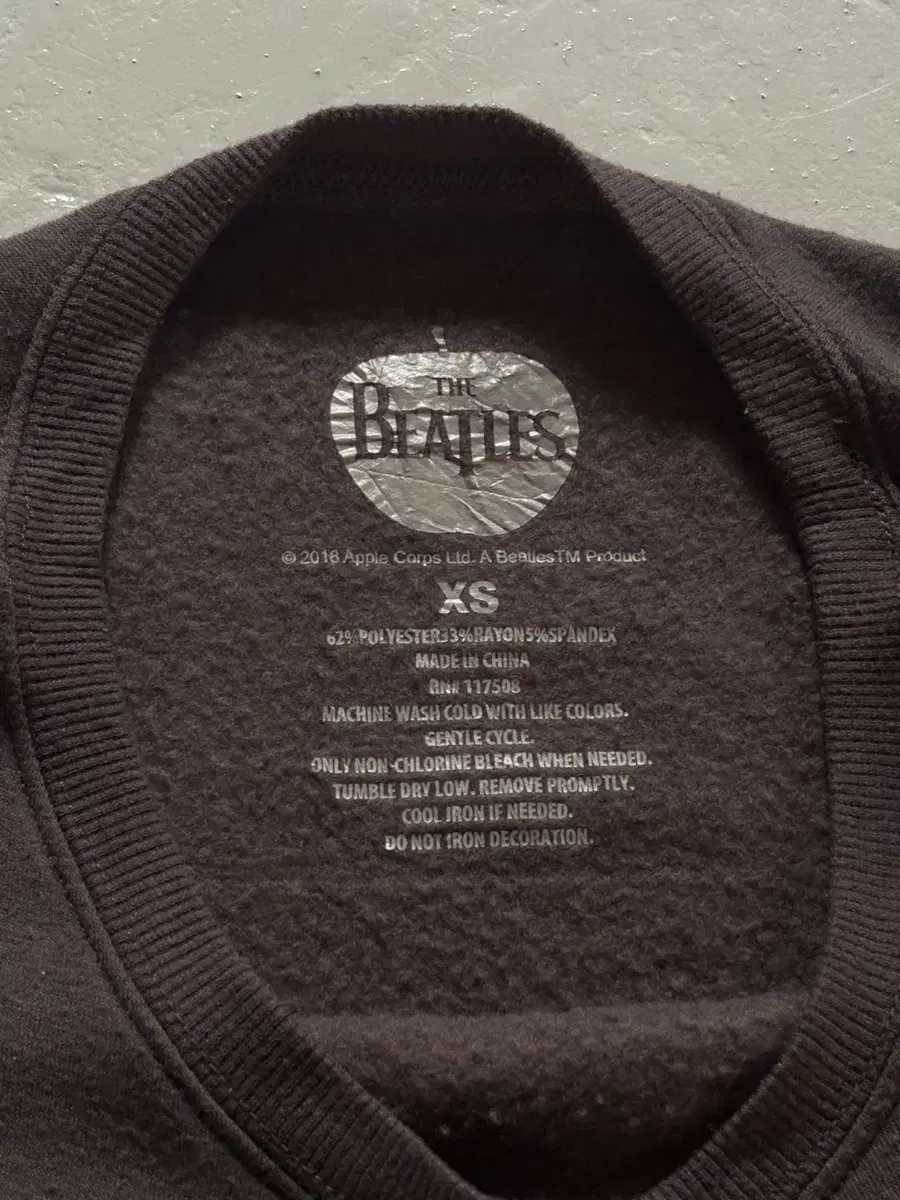 THE
BEATLES
© 2016 Apple Corps Ltd. A BeatlesTM Product
XS
62%POLYESTER33%RAYON5%SPANDEX
MADE IN CHINA
RN# 117508
MACHINE WASH COLD WITH LIKE COLORS.
GENTLE CYCLE.
ONLY NON-CHLORINE BLEACH WHEN NEEDED.
TUMBLE DRY LOW. REMOVE PROMPTLY.
COOL IRON IF NEEDED.
DO NOT IRON DECORATION.